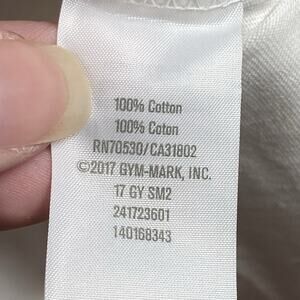 100% Cotton
100% Coton
RN70530/CA31802
©2017 GYM-MARK, INC.
17 GY SM2
241723601
140168343